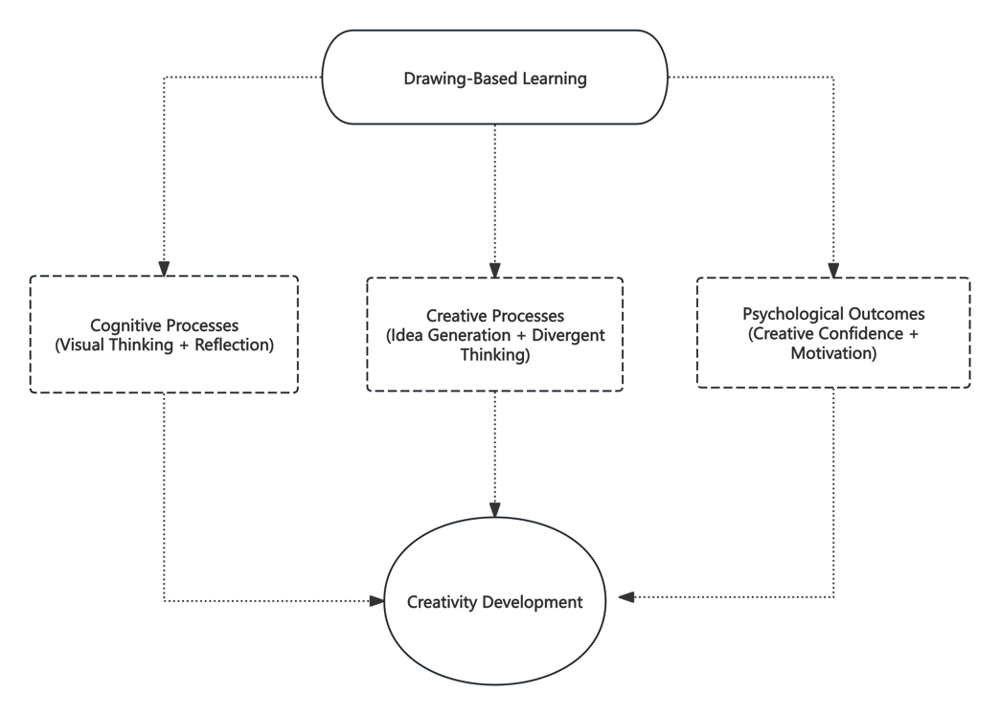 Drawing-Based Learning
Cognitive Processes
(Visual Thinking + Reflection)
Creative Processes
(Idea Generation + Divergent
Thinking)
Psychological Outcomes
(Creative Confidence +
Motivation)
Creativity Development